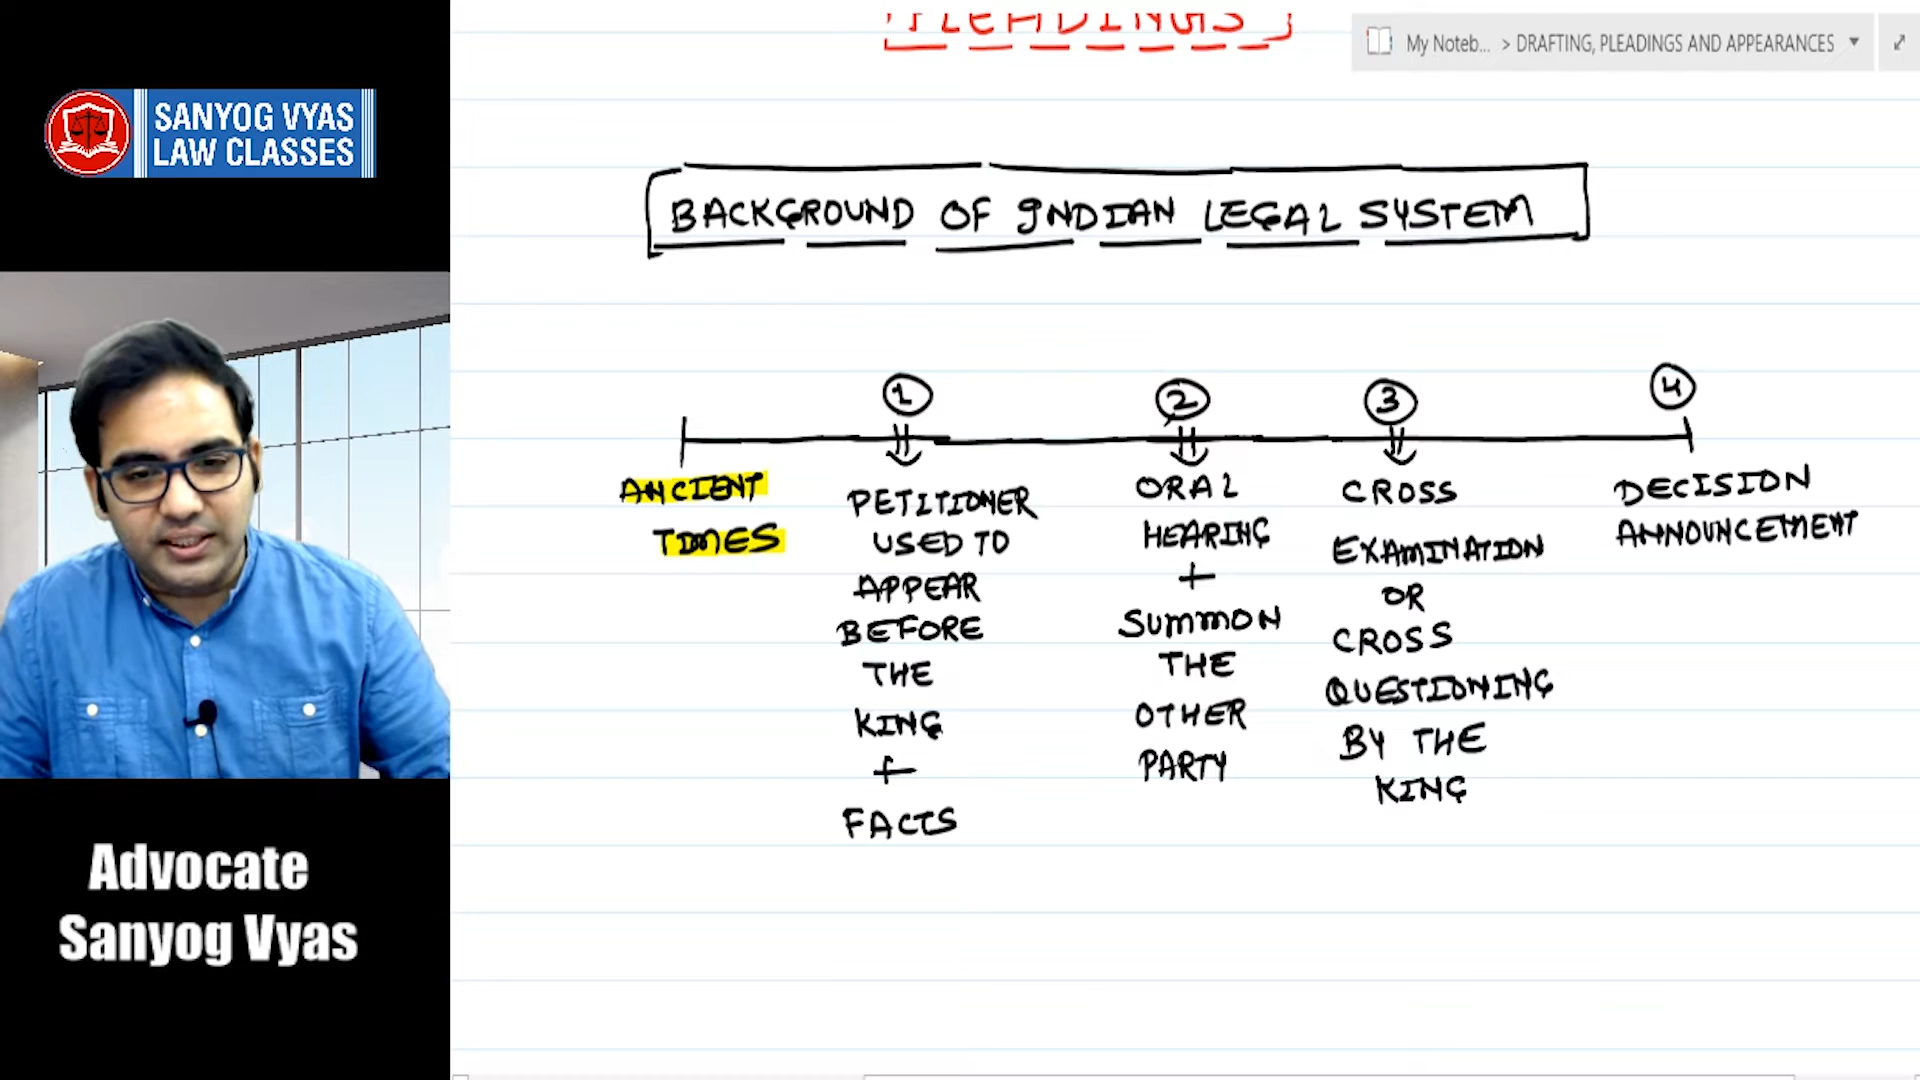 PLEADINGS
My Noteb... > DRAFTING, PLEADINGS AND APPEARANCES
SANYOG VYAS
LAW CLASSES
BACKGROUND OF INDIAN LEGAL SYSTEM
1
2
3
4
ANCIENT
TIMES
PETITIONER
USED TO
APPEAR
BEFORE
THE
KING
+
FACTS
ORAL
HEARING
+
SUMMON
THE
OTHER
PARTY
CROSS
EXAMINATION
OR
CROSS
QUESTIONING
BY THE
KING
DECISION
ANNOUNCEMENT
Advocate
Sanyog Vyas